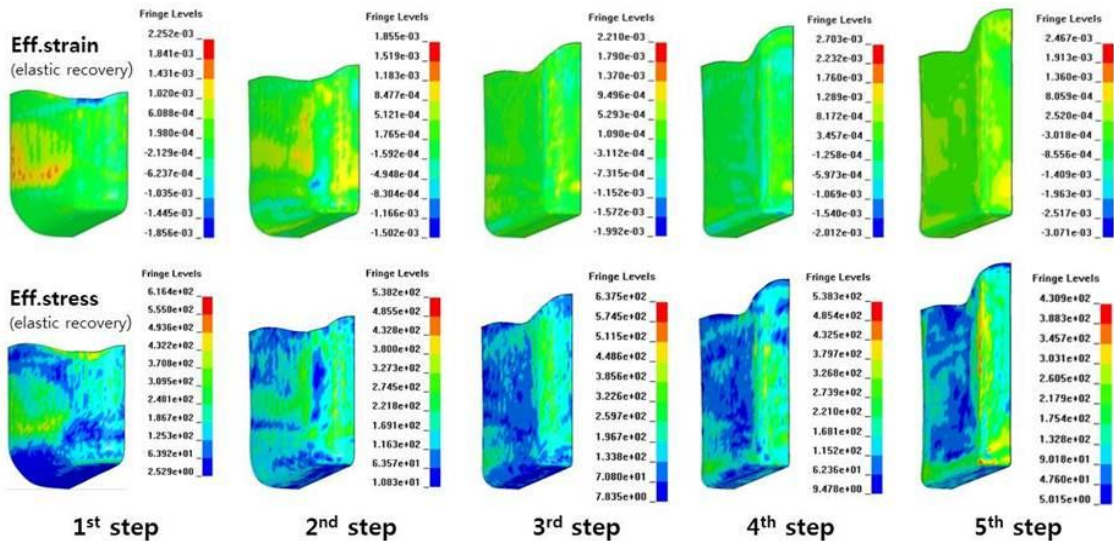 Eff.strain
(elastic recovery)
Fringe Levels
2.252e-03
1.841e-03
1.431e-03
1.020e-03
6.088e-04
1.980e-04
-2.129e-04
-6.237e-04
-1.035e-03
-1.445e-03
-1.856e-03
Fringe Levels
1.855e-03
1.519e-03
1.183e-03
8.477e-04
5.121e-04
1.765e-04
-1.592e-04
-4.948e-04
-8.304e-04
-1.166e-03
-1.502e-03
Fringe Levels
2.210e-03
1.790e-03
1.370e-03
9.496e-04
5.293e-04
1.090e-04
-3.112e-04
-7.315e-04
-1.152e-03
-1.572e-03
-1.992e-03
Fringe Levels
2.703e-03
2.232e-03
1.760e-03
1.289e-03
8.172e-04
3.457e-04
-1.258e-04
-5.973e-04
-1.069e-03
-1.540e-03
-2.012e-03
Fringe Levels
2.467e-03
1.913e-03
1.360e-03
8.059e-04
2.520e-04
-3.018e-04
-8.556e-04
-1.409e-03
-1.963e-03
-2.517e-03
-3.071e-03
Eff.stress
(elastic recovery)
Fringe Levels
6.164e+02
5.550e+02
4.936e+02
4.322e+02
3.708e+02
3.095e+02
2.481e+02
1.867e+02
1.253e+02
6.392e+01
2.529e+00
Fringe Levels
5.382e+02
4.855e+02
4.328e+02
3.800e+02
3.273e+02
2.745e+02
2.218e+02
1.691e+02
1.163e+02
6.357e+01
1.083e+01
Fringe Levels
6.375e+02
5.745e+02
5.115e+02
4.486e+02
3.856e+02
3.226e+02
2.597e+02
1.967e+02
1.338e+02
7.080e+01
7.835e+00
Fringe Levels
5.383e+02
4.854e+02
4.325e+02
3.797e+02
3.268e+02
2.739e+02
2.210e+02
1.681e+02
1.152e+02
6.236e+01
9.478e+00
Fringe Levels
4.309e+02
3.883e+02
3.457e+02
3.031e+02
2.605e+02
2.179e+02
1.754e+02
1.328e+02
9.018e+01
4.760e+01
5.015e+00
1st step
2nd step
3rd step
4th step
5th step